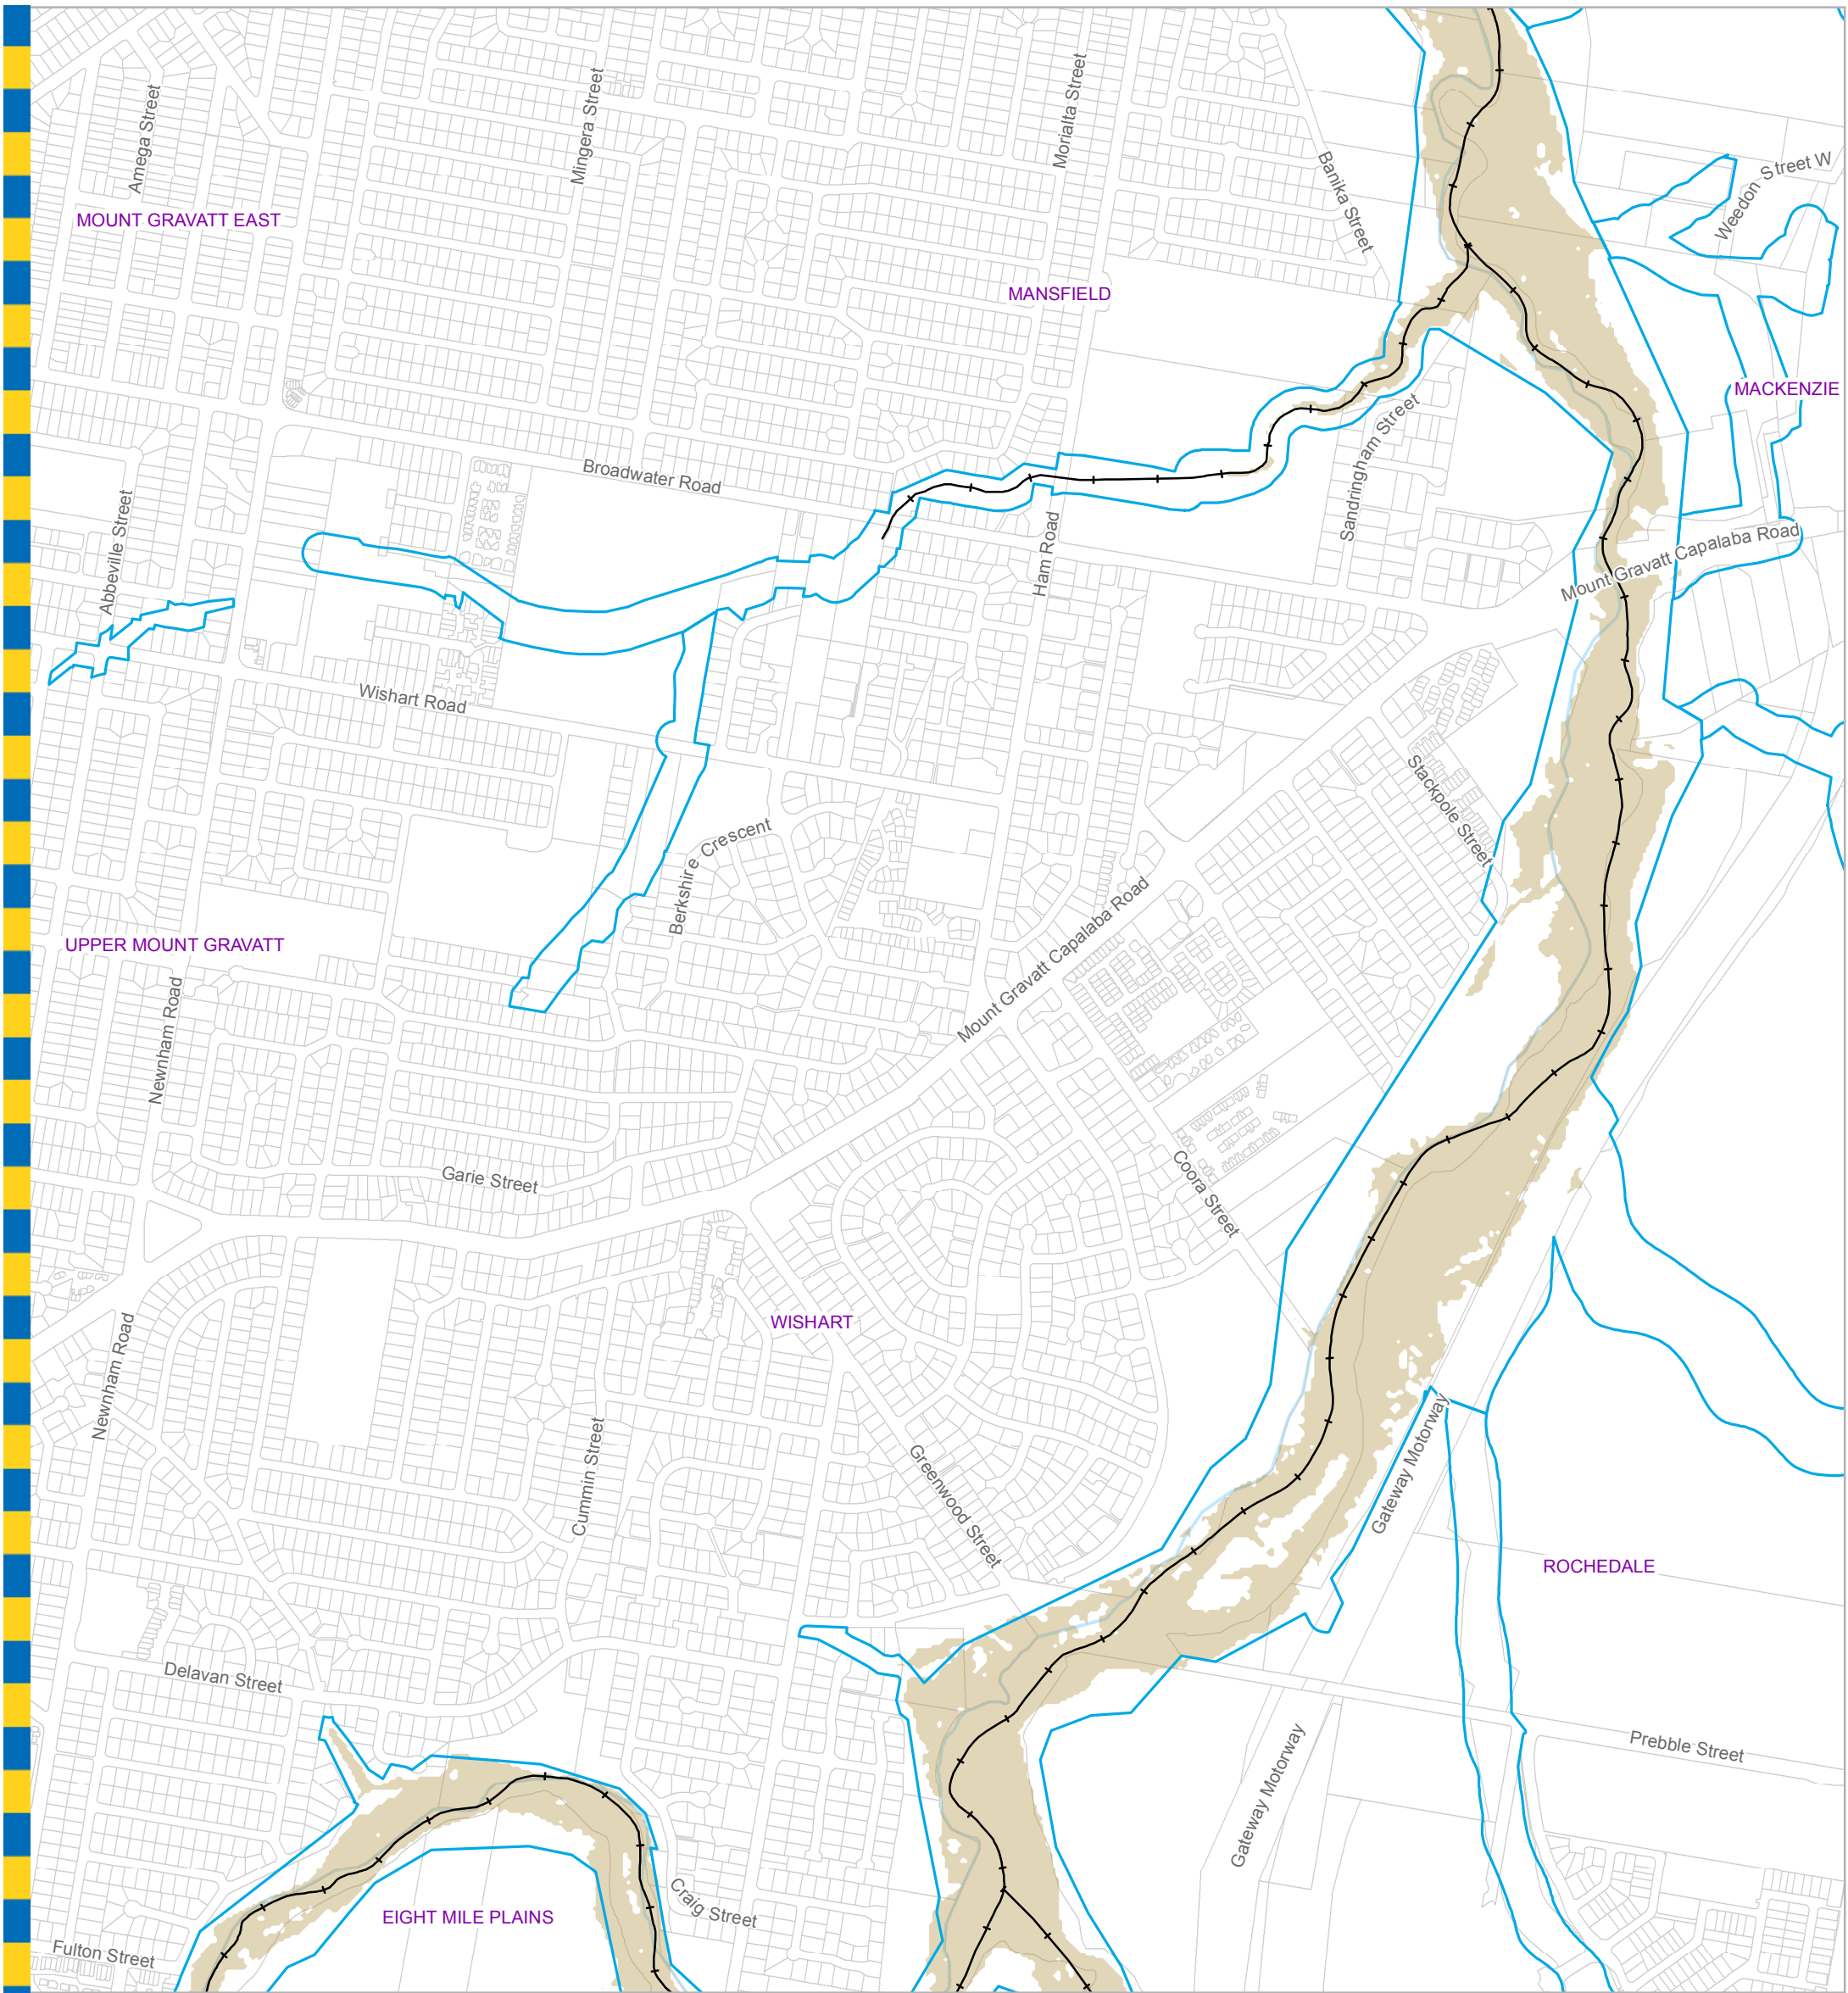 Amega Street
Mingera Street
Morialta Street
Banika Street
Weedon Street W
MOUNT GRAVATT EAST
MANSFIELD
MACKENZIE
Broadwater Road
Sandringham Street
Abbeville Street
Ham Road
Mount Gravatt Capalaba Road
Wishart Road
Stackpole Street
Berkshire Crescent
UPPER MOUNT GRAVATT
Mount Gravatt Capalaba Road
Newnham Road
Garie Street
Coora Street
WISHART
Newnham Road
Cummin Street
Greenwood Street
Gateway Motorway
ROCHEDALE
Delavan Street
Prebble Street
Gateway Motorway
Craig Street
EIGHT MILE PLAINS
Fulton Street